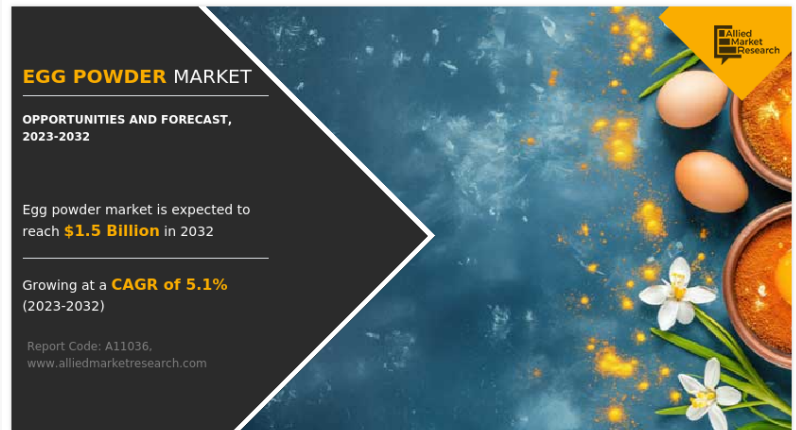 EGG POWDER MARKET
OPPORTUNITIES AND FORECAST,
2023-2032
Egg powder market is expected to
reach $1.5 Billion in 2032
Growing at a CAGR of 5.1%
(2023-2032)
Report Code: A11036,
www.alliedmarketresearch.com
Allied
Market
Research